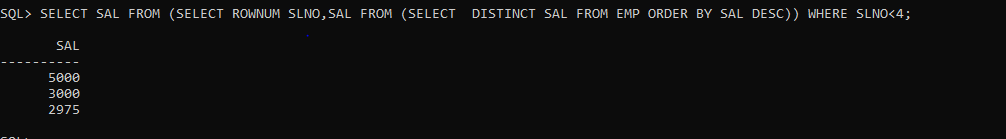 SQL> SELECT SAL FROM (SELECT ROWNUM SLNO,SAL FROM (SELECT  DISTINCT SAL FROM EMP ORDER BY SAL DESC)) WHERE SLNO<4;
SAL
----------
5000
3000
2975